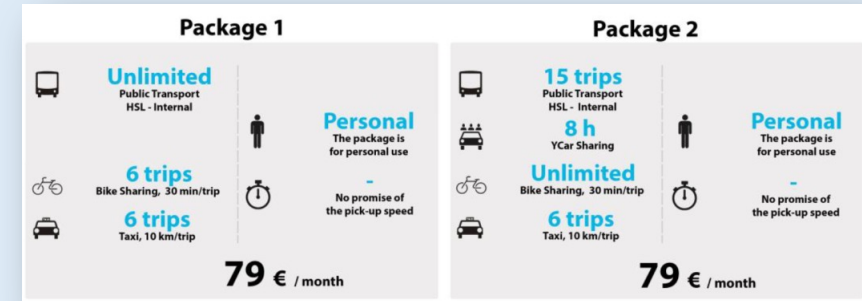 Package 1
Unlimited
Public Transport
HSL - Internal
6 trips
Bike Sharing, 30 min/trip
6 trips
Taxi, 10 km/trip
Personal
The package is
for personal use
-
No promise of
the pick-up speed
79 € / month
Package 2
15 trips
Public Transport
HSL - Internal
8 h
YCar Sharing
Unlimited
Bike Sharing, 30 min/trip
6 trips
Taxi, 10 km/trip
Personal
The package is
for personal use
-
No promise of
the pick-up speed
79 € / month